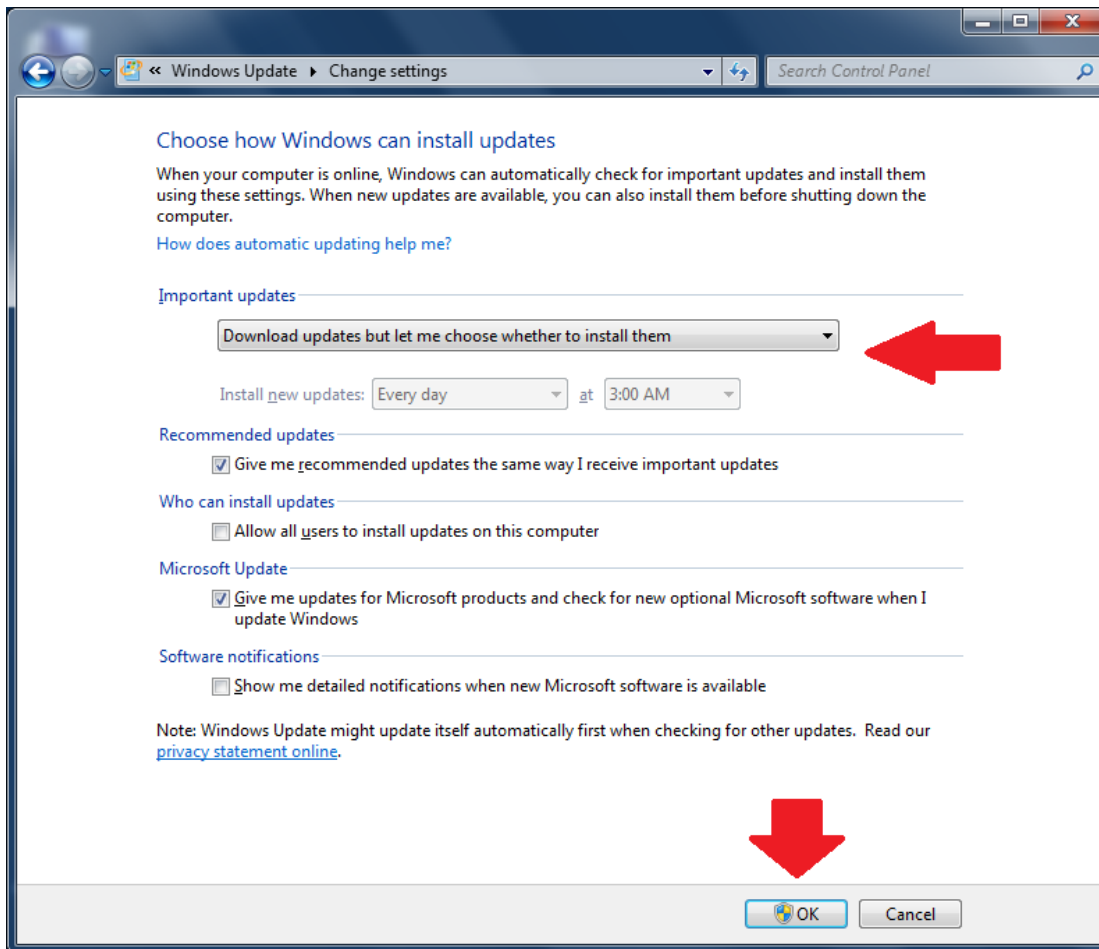 « Windows Update ▸ Change settings
Search Control Panel
Choose how Windows can install updates
When your computer is online, Windows can automatically check for important updates and install them
using these settings. When new updates are available, you can also install them before shutting down the
computer.
How does automatic updating help me?
Important updates
Download updates but let me choose whether to install them
Install new updates: Every day at 3:00 AM
Recommended updates
Give me recommended updates the same way I receive important updates
Who can install updates
Allow all users to install updates on this computer
Microsoft Update
Give me updates for Microsoft products and check for new optional Microsoft software when I
update Windows
Software notifications
Show me detailed notifications when new Microsoft software is available
Note: Windows Update might update itself automatically first when checking for other updates. Read our
privacy statement online.
OK Cancel